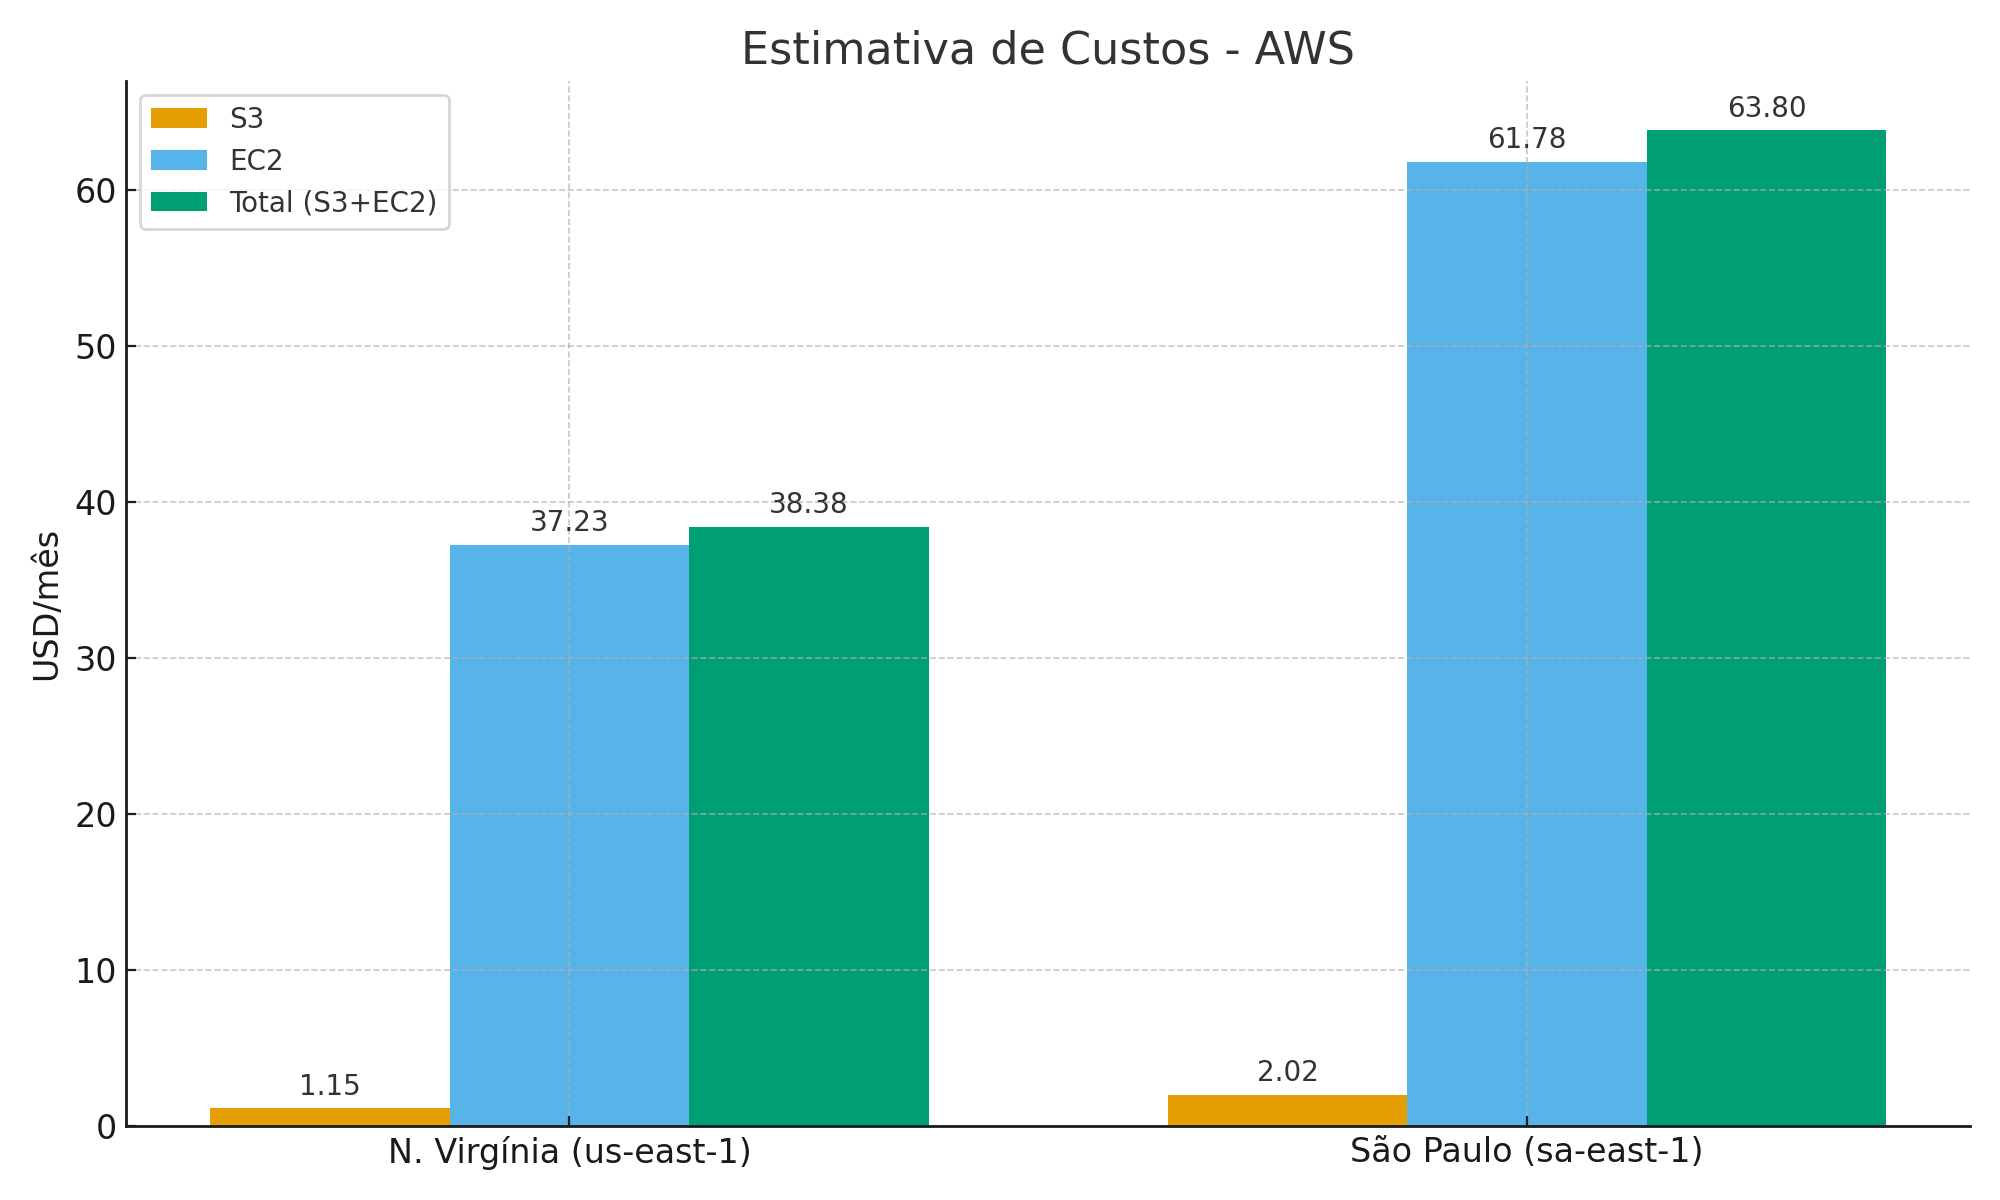 Estimativa de Custos - AWS
S3
EC2
Total (S3+EC2)
USD/mês
60
50
40
30
20
10
0
1.15
37.23
38.38
2.02
61.78
63.80
N. Virgínia (us-east-1)
São Paulo (sa-east-1)